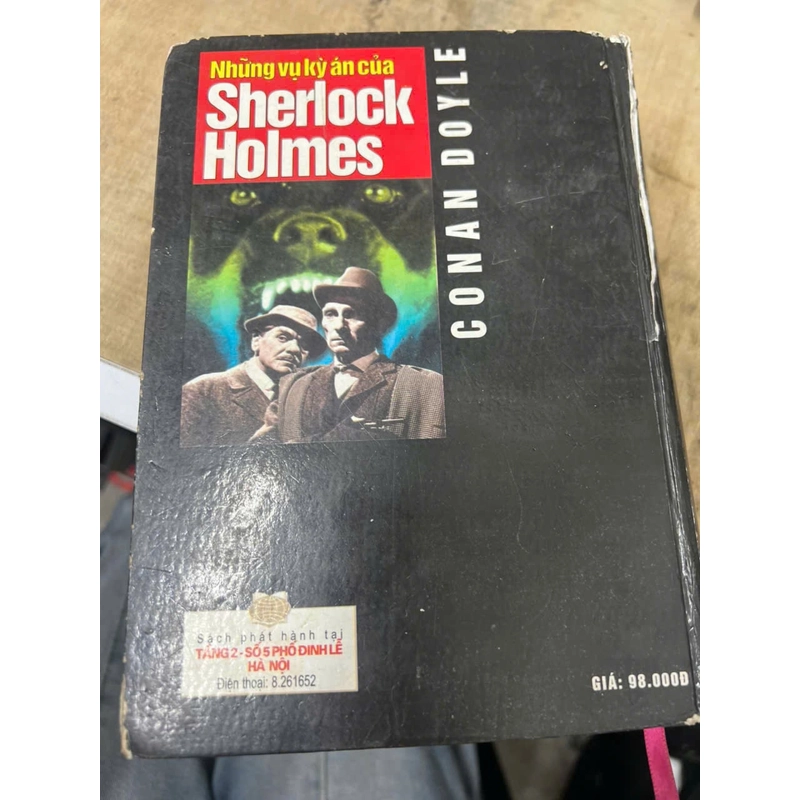 Những vụ kỳ án của
Sherlock
Holmes
CONAN DOYLE
Sách phát hành tại
TẦNG 2 - SỐ 5 PHỐ ĐINH LỄ
HÀ NỘI
Điện thoại: 8.261652
GIÁ: 98.000Đ